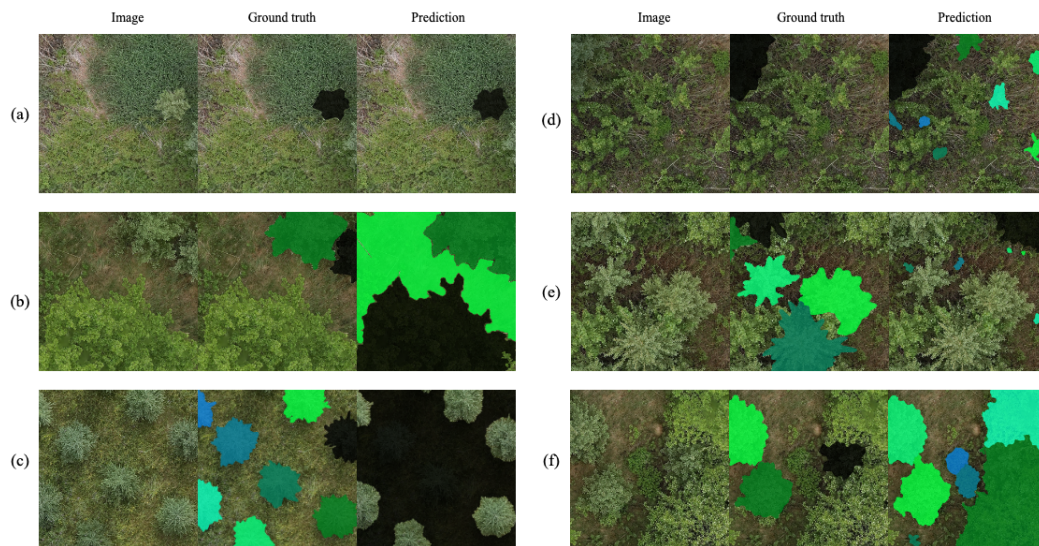 Image Ground truth Prediction
Image Ground truth Prediction
(a)
(d)
(b)
(e)
(c)
(f)